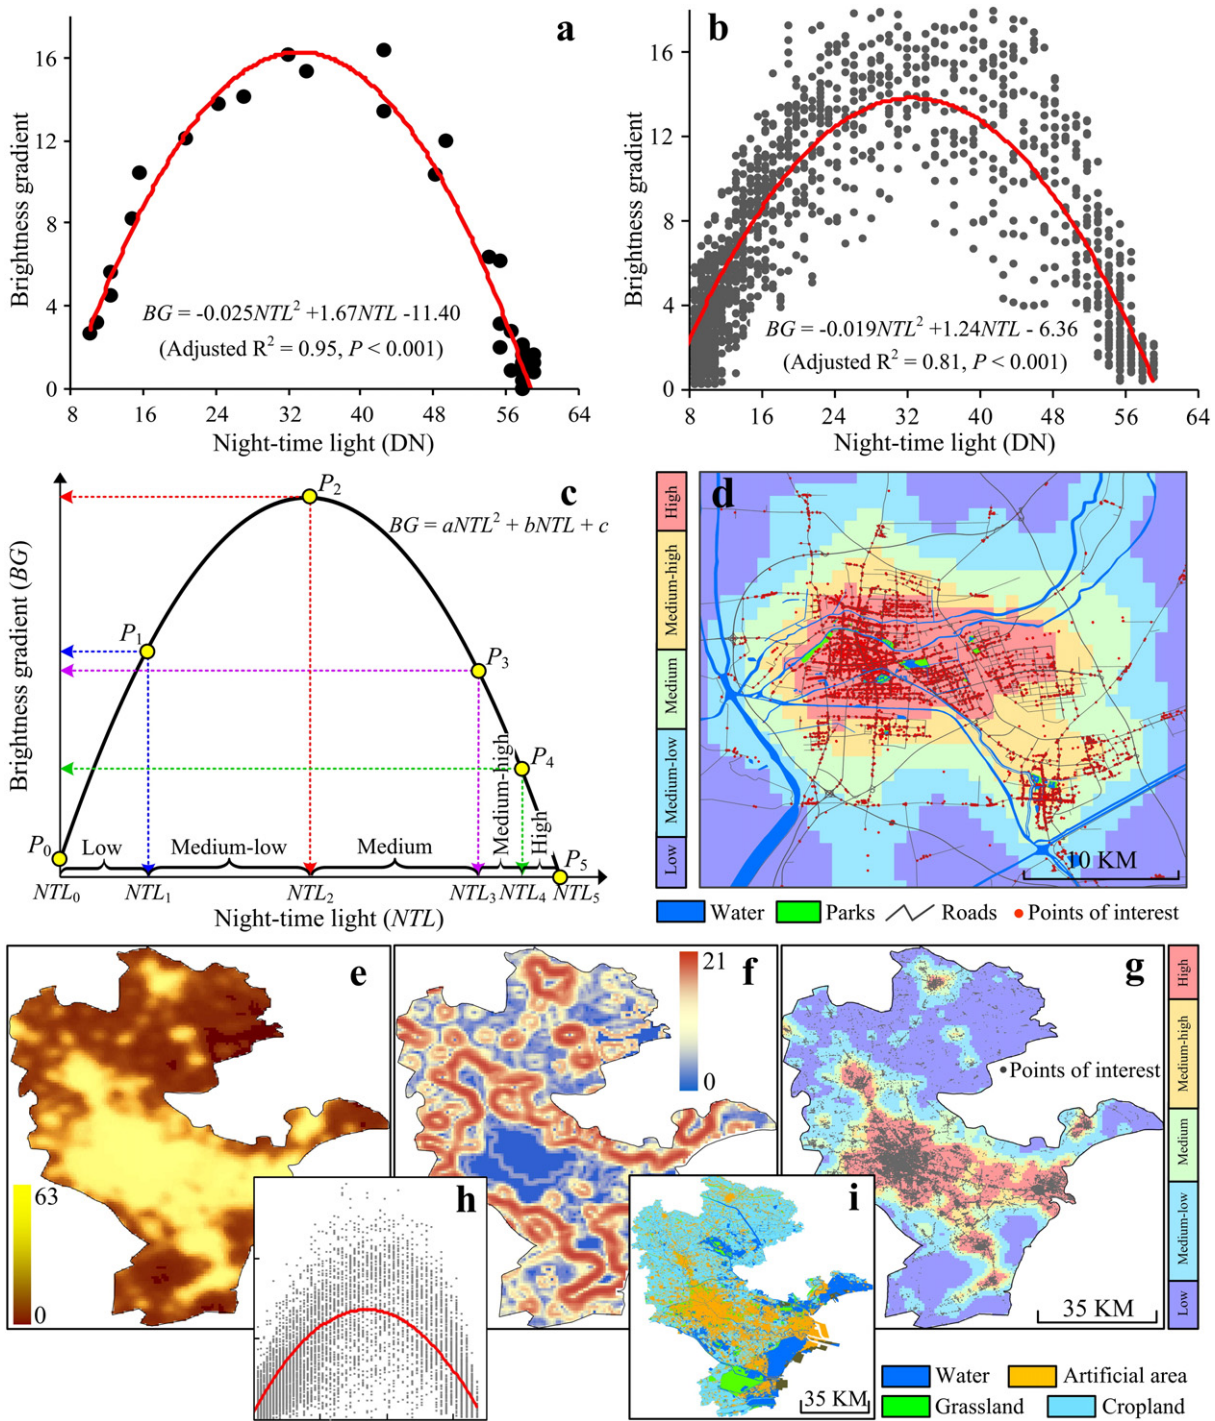 a
Brightness gradient
16
12
8
4
0
BG = -0.025NTL² +1.67NTL -11.40
(Adjusted R² = 0.95, P < 0.001)
8 16 24 32 40 48 56 64
Night-time light (DN)
b
Brightness gradient
16
12
8
4
0
BG = -0.019NTL² +1.24NTL - 6.36
(Adjusted R² = 0.81, P < 0.001)
8 16 24 32 40 48 56 64
Night-time light (DN)
c
Brightness gradient (BG)
BG = aNTL² + bNTL + c
P₀
P₁
P₂
P₃
P₄
P₅
Low
Medium-low
Medium
Medium-high
High
NTL₀ NTL₁ NTL₂ NTL₃ NTL₄ NTL₅
Night-time light (NTL)
d
High
Medium-high
Medium
Medium-low
Low
10 KM
Water Parks Roads Points of interest
e
63
0
f
21
0
g
Points of interest
High
Medium-high
Medium
Medium-low
Low
35 KM
h
i
35 KM
Water Artificial area
Grassland Cropland